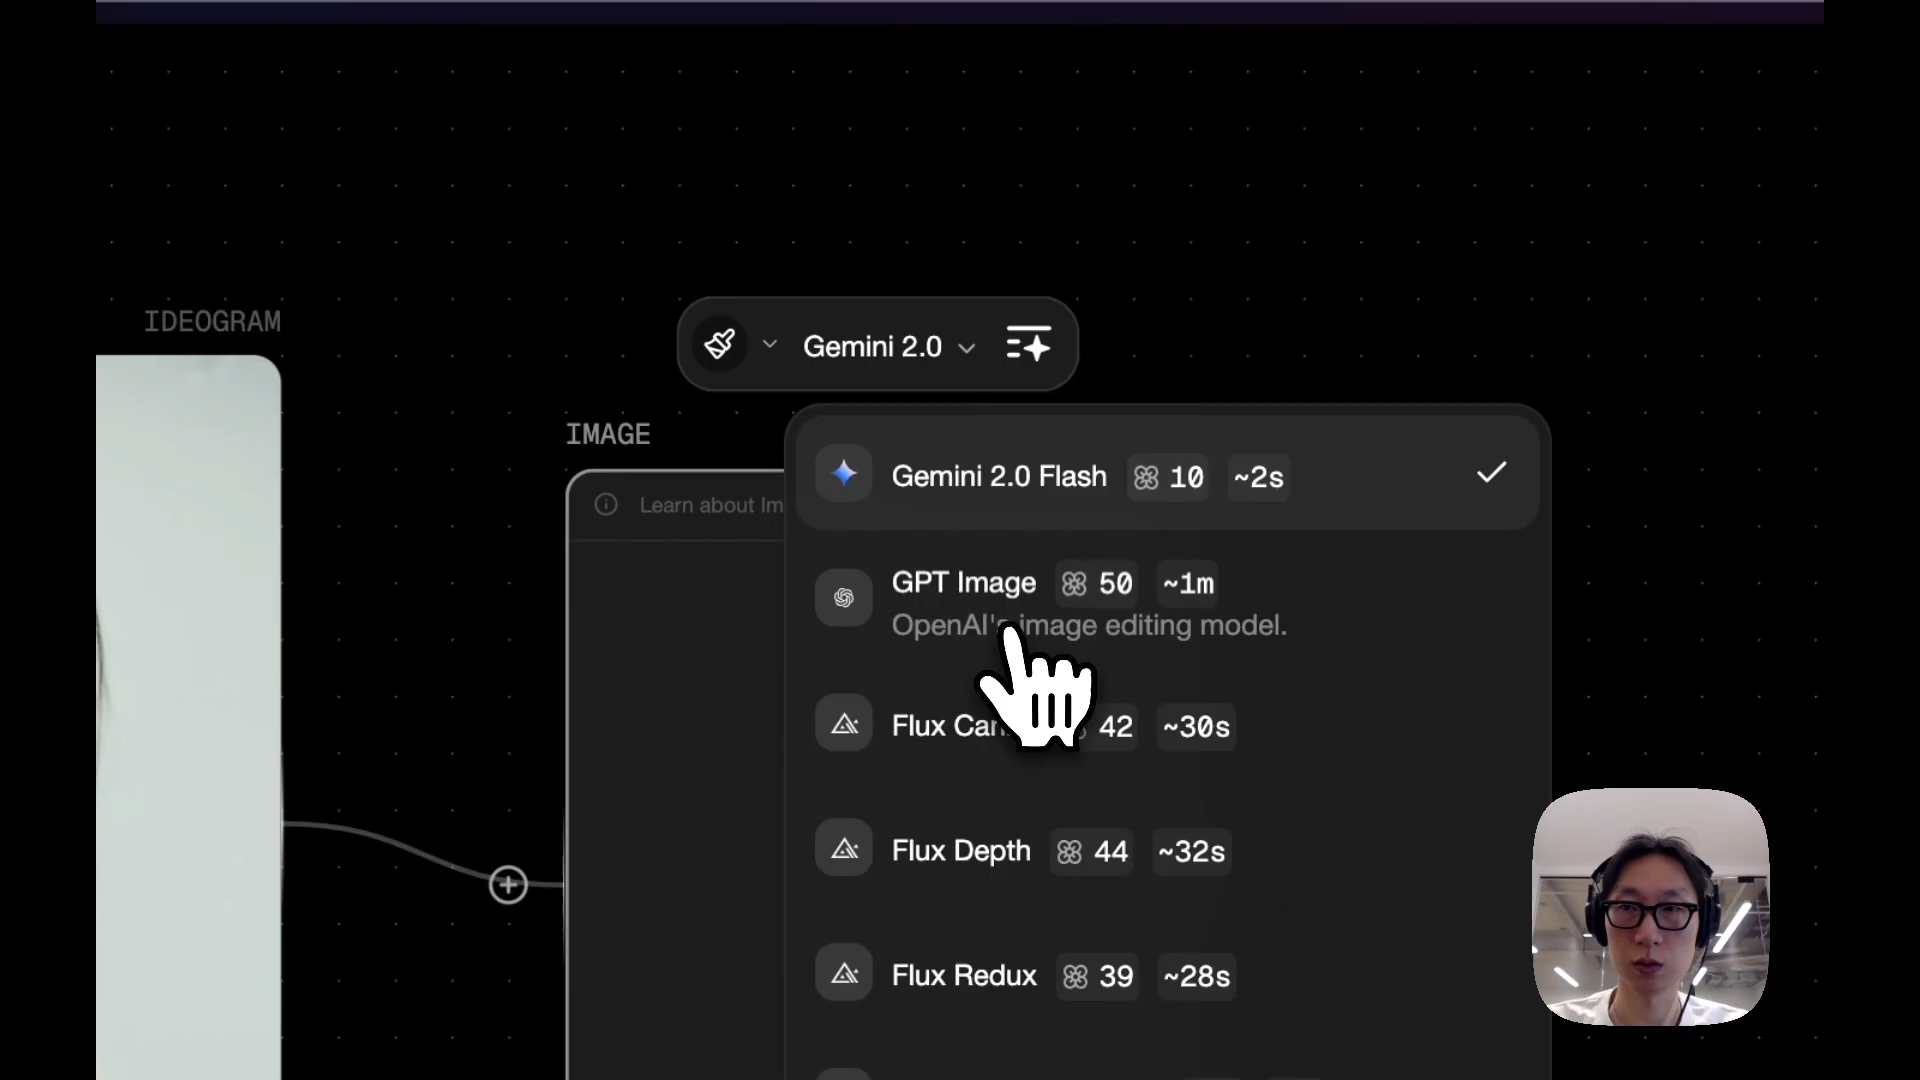 IDEOGRAM
Gemini 2.0
IMAGE
Learn about Im
Gemini 2.0 Flash 10 ~2s
GPT Image 50 ~1m
OpenAI's image editing model.
Flux Can 42 ~30s
Flux Depth 44 ~32s
Flux Redux 39 ~28s